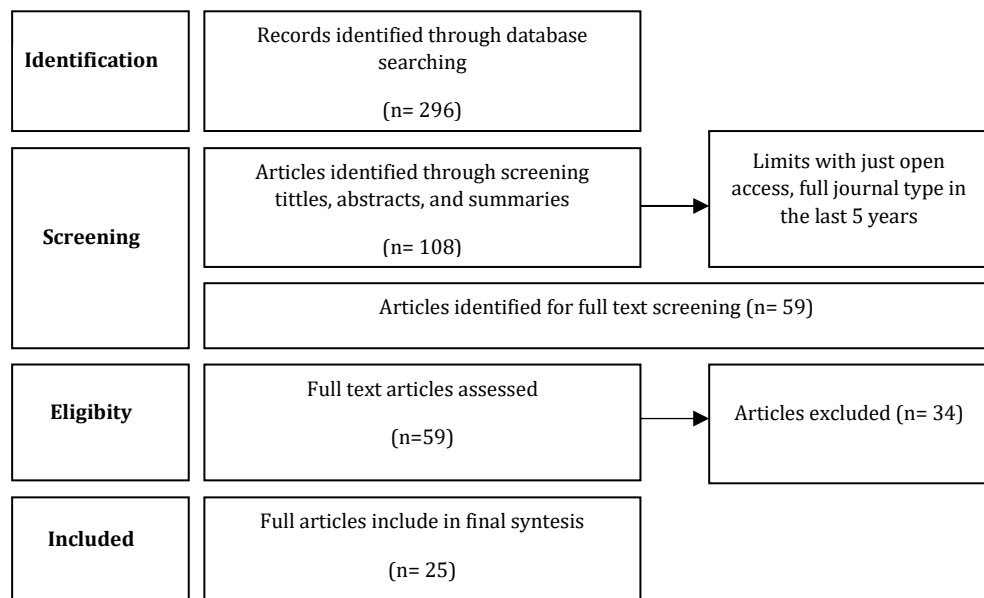 Identification
Records identified through database
searching
(n= 296)
Screening
Articles identified through screening
tittles, abstracts, and summaries
(n= 108)
Limits with just open
access, full journal type in
the last 5 years
Articles identified for full text screening (n= 59)
Eligibity
Full text articles assessed
(n=59)
Articles excluded (n= 34)
Included
Full articles include in final syntesis
(n= 25)